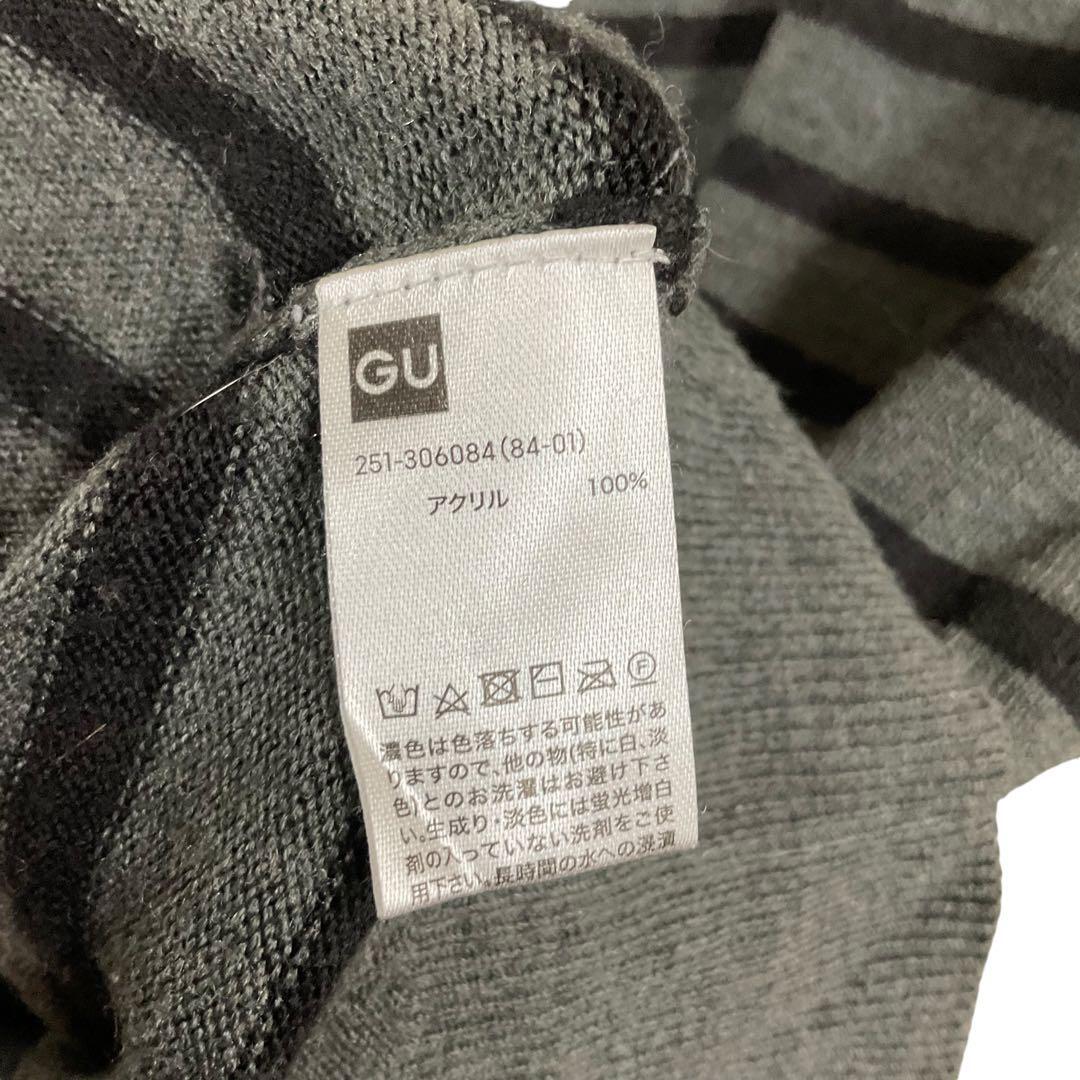 GU
251-306084(84-01)
アクリル 100%
F
濃色は色落ちする可能性があ
りますので、他の物(特に白、淡
色)とのお洗濯はお避け下さ
い。生成り・淡色には蛍光増白
剤の入っていない洗剤をご使
用下さい。長時間の水への浸漬